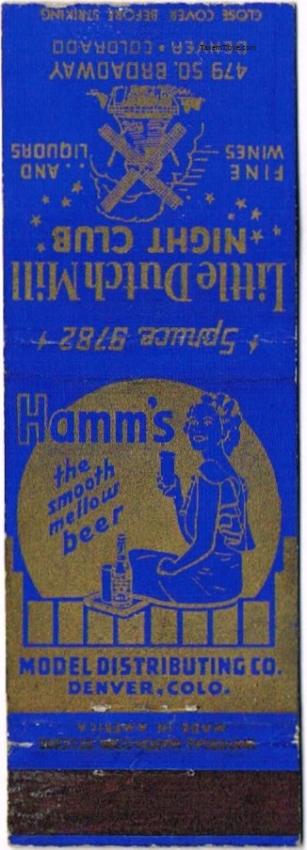 CLOSE COVER BEFORE STRIKING
479 SO. BROADWAY
DENVER • COLORADO
FINE WINES AND LIQUORS
Little Dutch Mill
NIGHT CLUB
Spruce 9782
Hamm's
the
smooth
mellow
beer
MODEL DISTRIBUTING CO.
DENVER, COLO.
MADE IN AMERICA